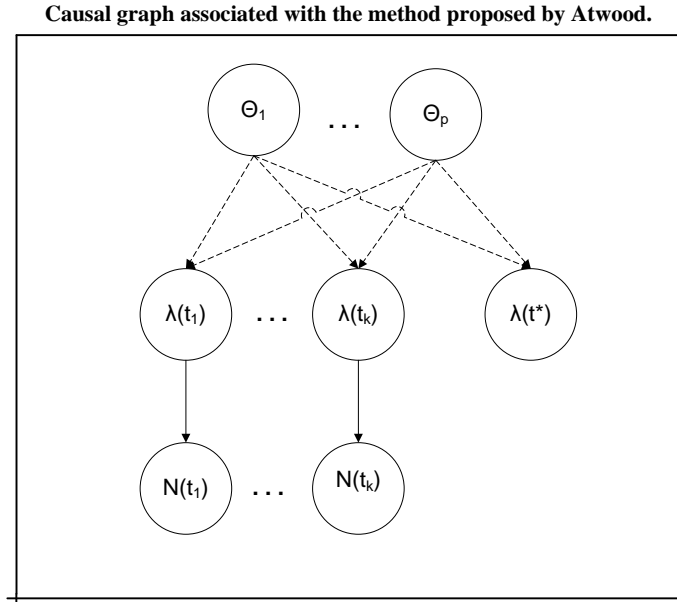 Causal graph associated with the method proposed by Atwood.
Θ₁ ... Θₚ
λ(t₁) ... λ(tₖ) λ(t*)
N(t₁) ... N(tₖ)